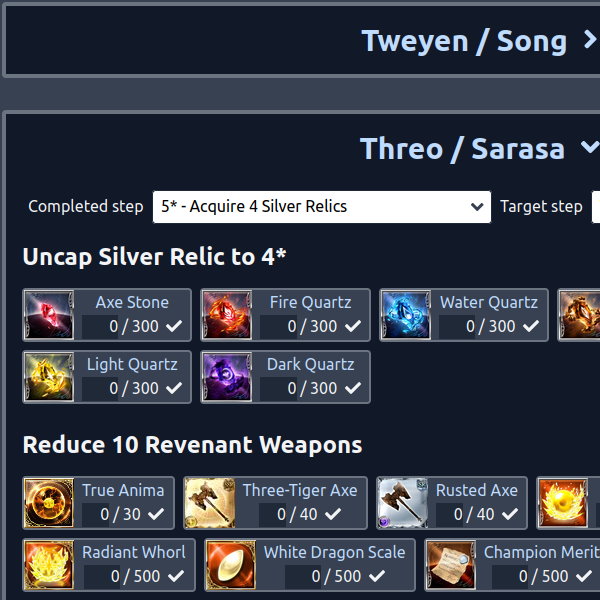 Tweyen / Song
Threo / Sarasa
Completed step 5* - Acquire 4 Silver Relics Target step
Uncap Silver Relic to 4*
Axe Stone Fire Quartz Water Quartz
0 / 300 0 / 300 0 / 300
Light Quartz Dark Quartz
0 / 300 0 / 300
Reduce 10 Revenant Weapons
True Anima Three-Tiger Axe Rusted Axe
0 / 30 0 / 40 0 / 40
Radiant Whorl White Dragon Scale Champion Merit
0 / 500 0 / 500 0 / 500